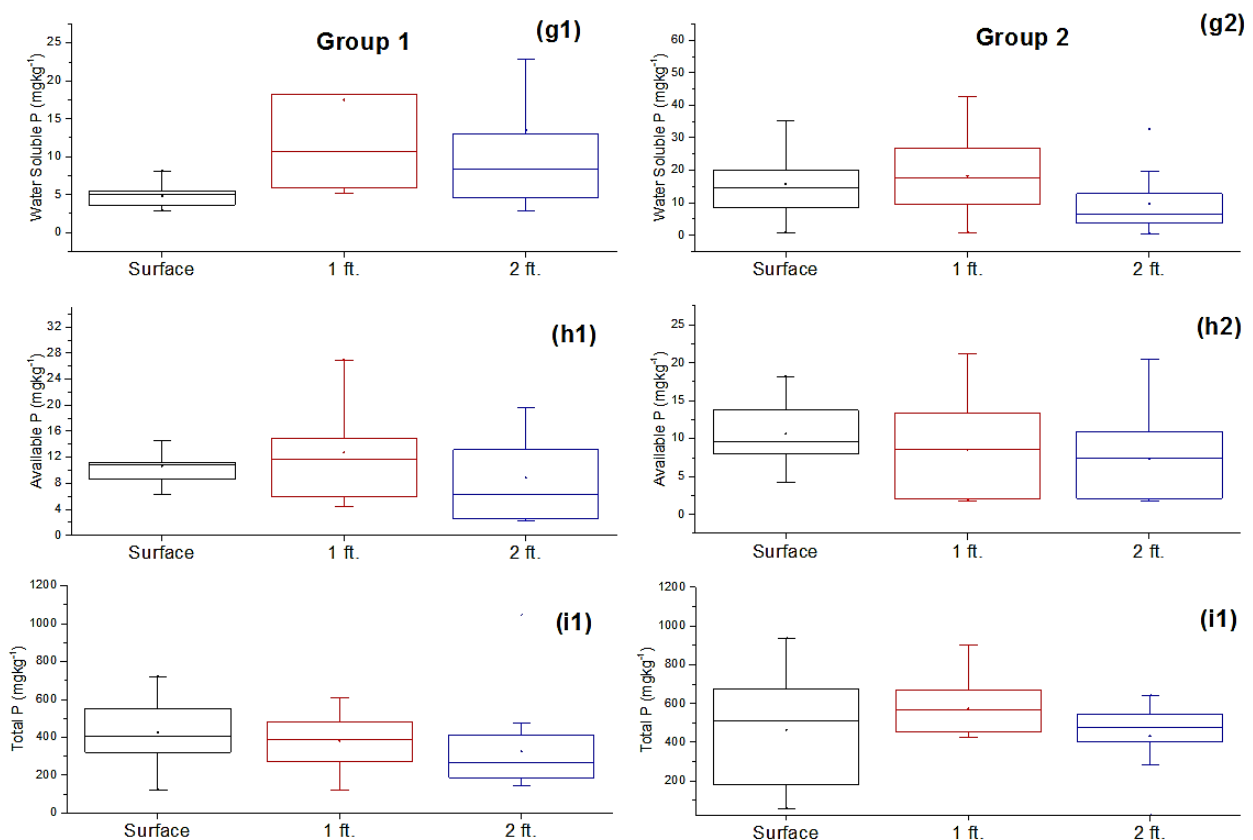 Group 1
(g1)
Water Soluble P (mgkg⁻¹)
25
20
15
10
5
0
Surface
1 ft.
2 ft.
Group 2
(g2)
Water Soluble P (mgkg⁻¹)
60
50
40
30
20
10
0
Surface
1 ft.
2 ft.
(h1)
Available P (mgkg⁻¹)
32
28
24
20
16
12
8
4
0
Surface
1 ft.
2 ft.
(h2)
Available P (mgkg⁻¹)
25
20
15
10
5
0
Surface
1 ft.
2 ft.
(i1)
Total P (mgkg⁻¹)
1200
1000
800
600
400
200
0
Surface
1 ft.
2 ft.
(i1)
Total P (mgkg⁻¹)
1200
1000
800
600
400
200
Surface
1 ft.
2 ft.